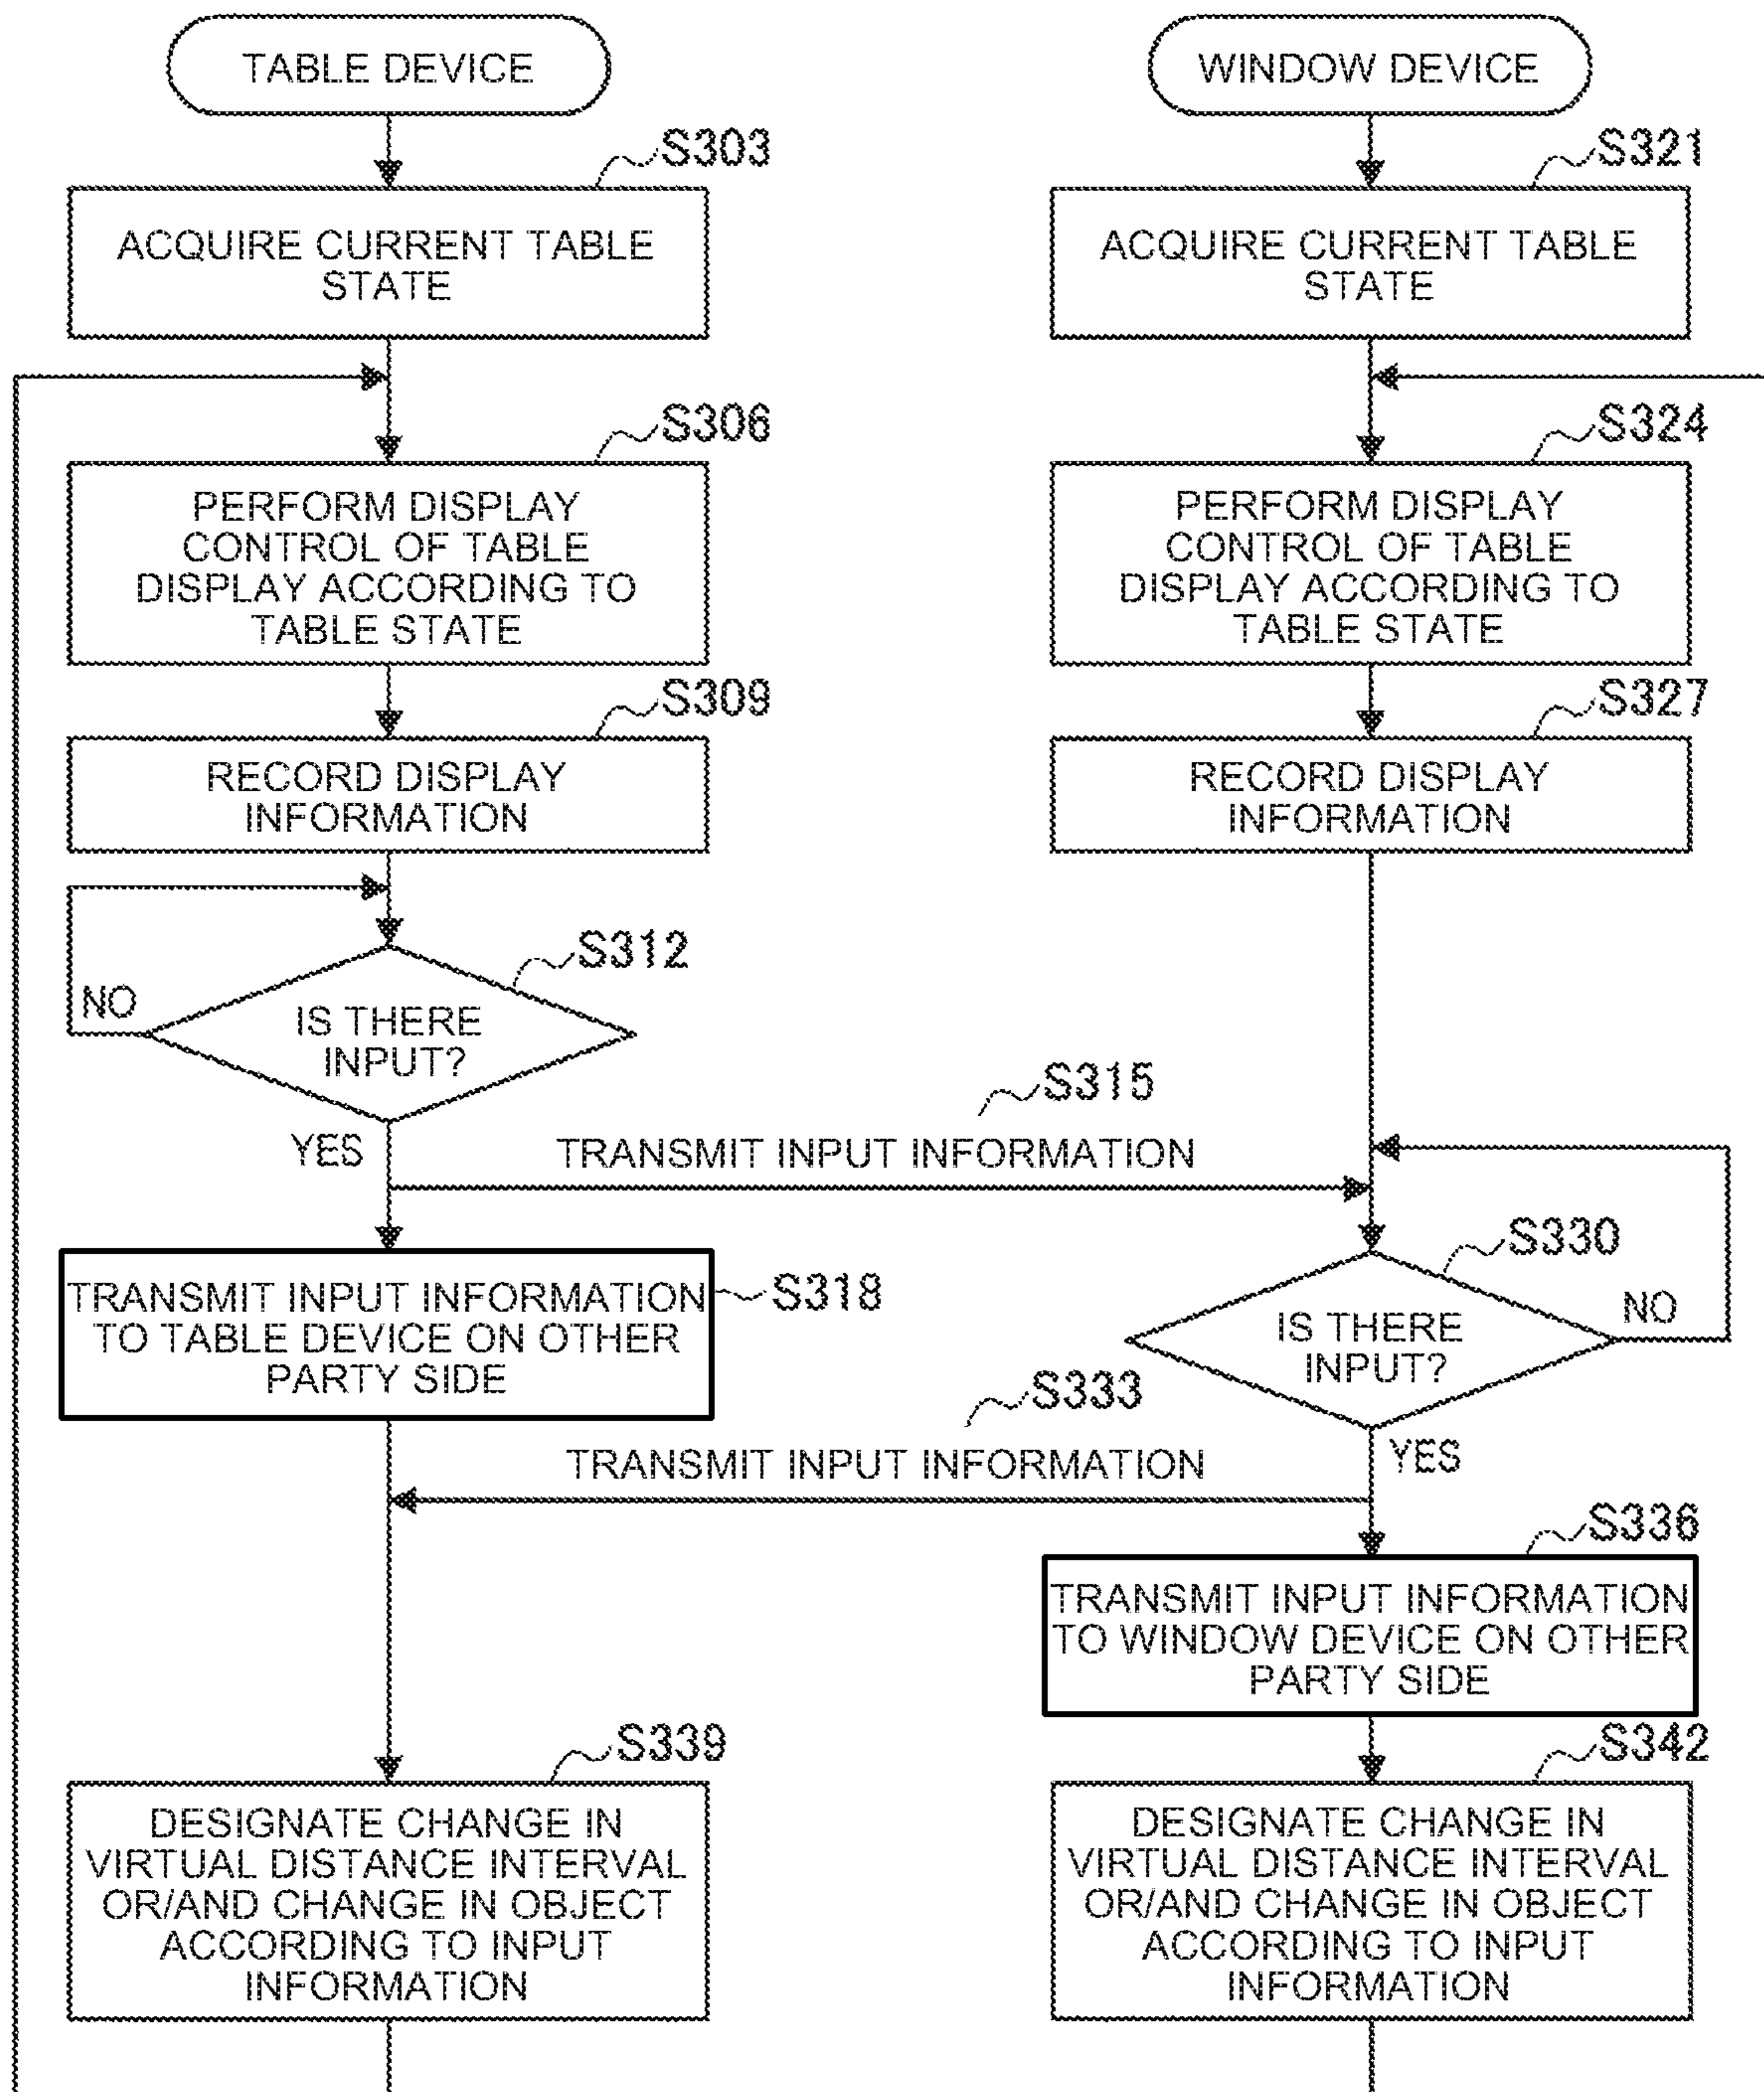 TABLE DEVICE
S303
ACQUIRE CURRENT TABLE
STATE
S306
PERFORM DISPLAY
CONTROL OF TABLE
DISPLAY ACCORDING TO
TABLE STATE
S309
RECORD DISPLAY
INFORMATION
S312
NO
IS THERE
INPUT?
YES
S315
TRANSMIT INPUT INFORMATION
TRANSMIT INPUT INFORMATION
TO TABLE DEVICE ON OTHER
PARTY SIDE
S318
S339
DESIGNATE CHANGE IN
VIRTUAL DISTANCE INTERVAL
OR/AND CHANGE IN OBJECT
ACCORDING TO INPUT
INFORMATION
WINDOW DEVICE
S321
ACQUIRE CURRENT TABLE
STATE
S324
PERFORM DISPLAY
CONTROL OF TABLE
DISPLAY ACCORDING TO
TABLE STATE
S327
RECORD DISPLAY
INFORMATION
S330
IS THERE
INPUT?
NO
YES
S333
TRANSMIT INPUT INFORMATION
S336
TRANSMIT INPUT INFORMATION
TO WINDOW DEVICE ON OTHER
PARTY SIDE
S342
DESIGNATE CHANGE IN
VIRTUAL DISTANCE INTERVAL
OR/AND CHANGE IN OBJECT
ACCORDING TO INPUT
INFORMATION